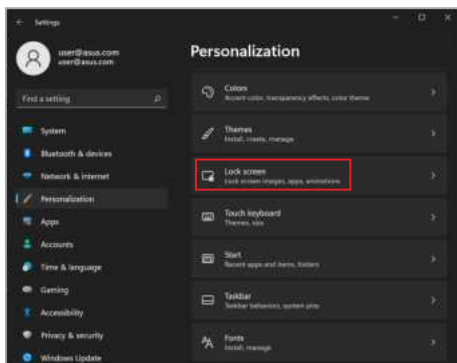 Settings
user@asus.com
user@asus.com
Find a setting
System
Bluetooth & devices
Network & internet
Personalization
Apps
Accounts
Time & language
Gaming
Accessibility
Privacy & security
Windows Update
Personalization
Colors
Accent color, transparency effects, color theme
Themes
Install, create, manage
Lock screen
Lock screen images, apps, animations
Touch keyboard
Themes, size
Start
Recent apps and items, folders
Taskbar
Taskbar behaviors, system pins
Fonts
Install, manage